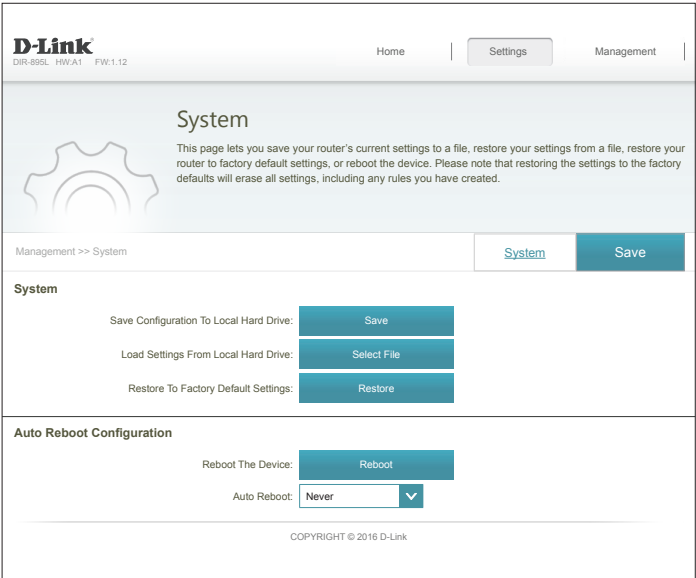 D-Link
DIR-895L HW:A1 FW:1.12
Home
Settings
Management
System
This page lets you save your router’s current settings to a file, restore your settings from a file, restore your
router to factory default settings, or reboot the device. Please note that restoring the settings to the factory
defaults will erase all settings, including any rules you have created.
Management >> System
System
Save
System
Save Configuration To Local Hard Drive:
Save
Load Settings From Local Hard Drive:
Select File
Restore To Factory Default Settings:
Restore
Auto Reboot Configuration
Reboot The Device:
Reboot
Auto Reboot:
Never
COPYRIGHT © 2016 D-Link